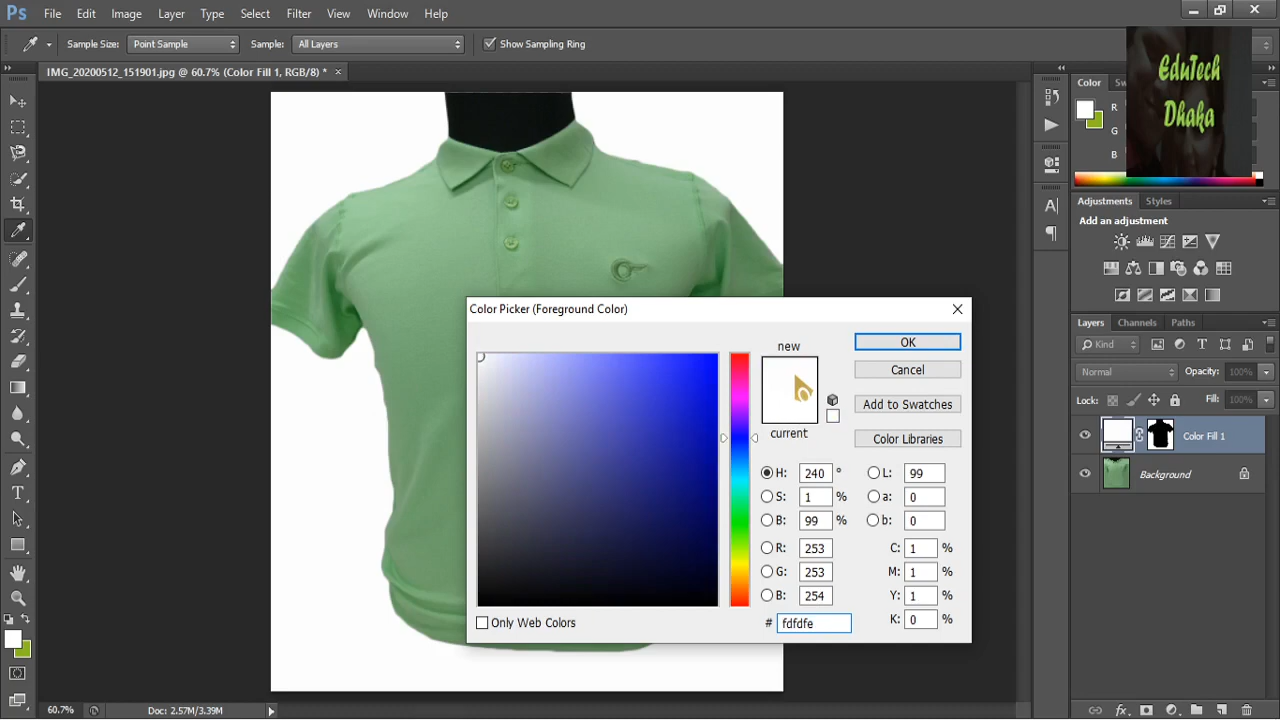 Ps File Edit Image Layer Type Select Filter View Window Help
Sample Size: Point Sample Sample: All Layers Show Sampling Ring
IMG_20200512_151901.jpg @ 60.7% (Color Fill 1, RGB/8) * ×
EduTech
Dhaka
Color Sw
R
G
B
Adjustments Styles
Add an adjustment
Layers Channels Paths
Kind
Normal Opacity: 100%
Lock: Fill: 100%
Color Fill 1
Background
Color Picker (Foreground Color)
new
current
OK
Cancel
Add to Swatches
Color Libraries
H: 240 ° L: 99
S: 1 % a: 0
B: 99 % b: 0
R: 253 C: 1 %
G: 253 M: 1 %
B: 254 Y: 1 %
# fdfdfe K: 0 %
Only Web Colors
60.7% Doc: 2.57M/3.39M